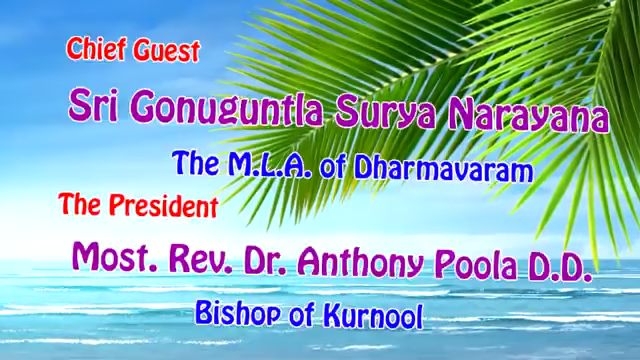 Chief Guest
Sri Gonuguntla Surya Narayana
The M.L.A. of Dharmavaram
The President
Most. Rev. Dr. Anthony Poola D.D.
Bishop of Kurnool